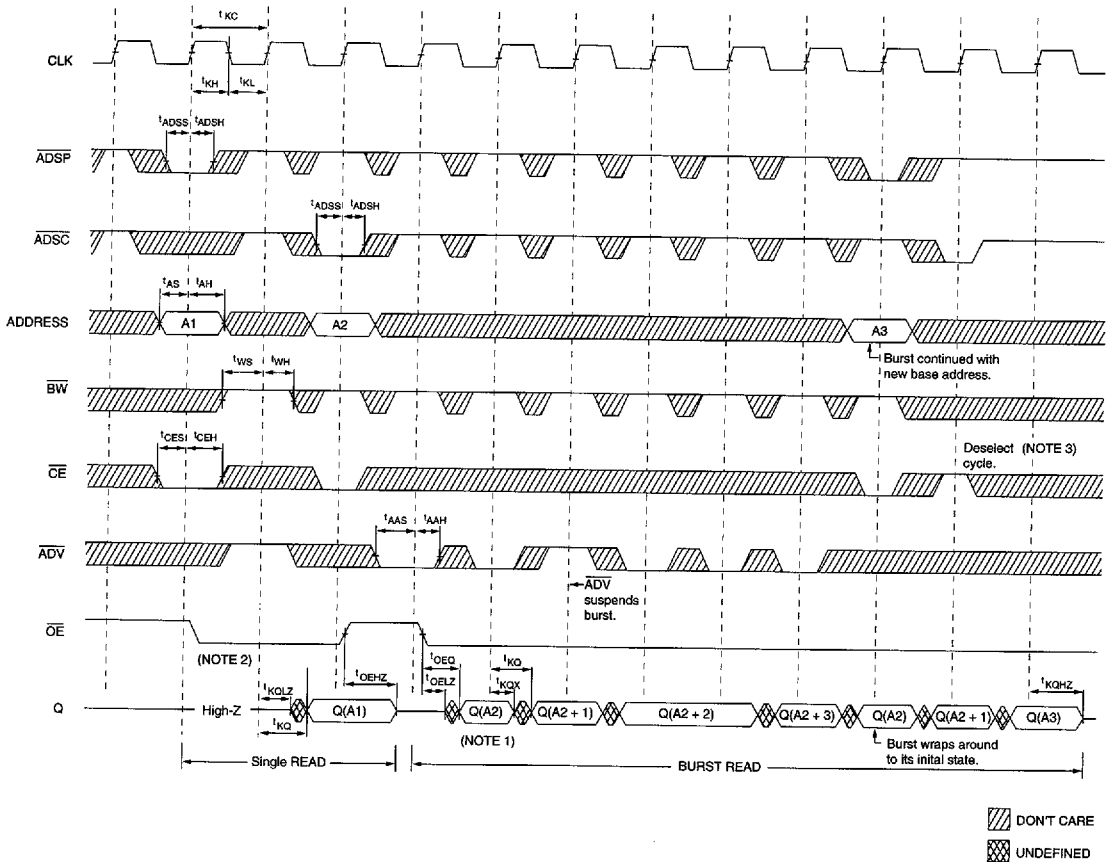 tKC
CLK
tKH tKL
tADSS tADSH
ADSP
tADSS tADSH
ADSC
tAS tAH
ADDRESS A1 A2 A3
Burst continued with
new base address.
tWS tWH
BW
tCES tCEH
Deselect (NOTE 3)
cycle.
CE
tAAS tAAH
ADV
ADV
suspends
burst.
OE
(NOTE 2)
tOEHZ tOEQ tOELZ tKQ tKQX tKQLZ tKQHZ
Q High-Z Q(A1) Q(A2) Q(A2 + 1) Q(A2 + 2) Q(A2 + 3) Q(A2) Q(A2 + 1) Q(A3)
tKQ
(NOTE 1)
Burst wraps around
to its inital state.
Single READ BURST READ
DON'T CARE
UNDEFINED